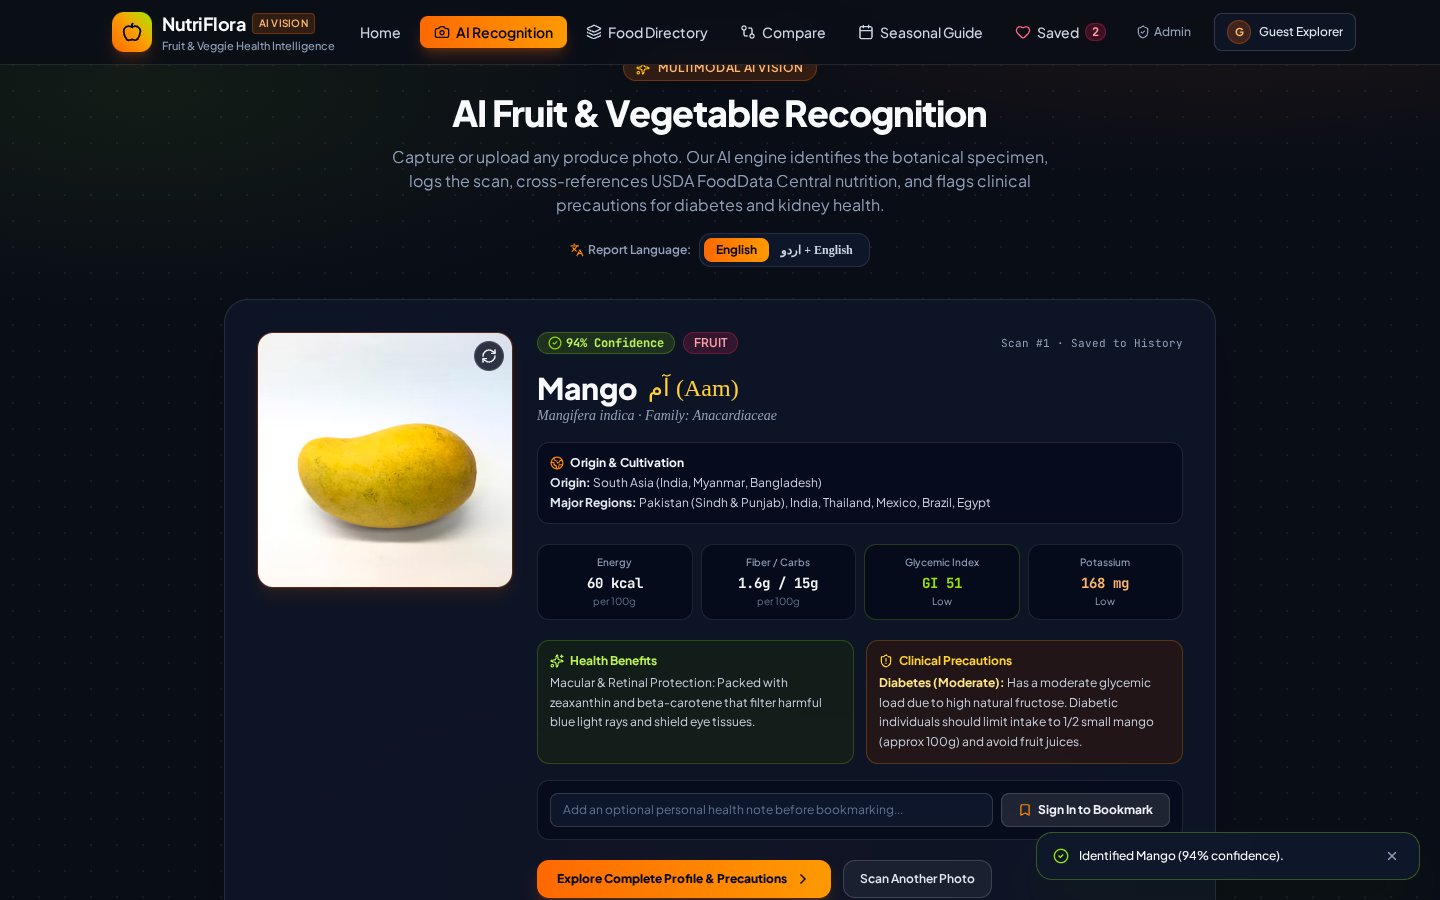 NutriFlora AI VISION
Fruit & Veggie Health Intelligence
Home
AI Recognition
Food Directory
Compare
Seasonal Guide
Saved 2
Admin
G Guest Explorer
MULTIMODAL AI VISION
AI Fruit & Vegetable Recognition
Capture or upload any produce photo. Our AI engine identifies the botanical specimen,
logs the scan, cross-references USDA FoodData Central nutrition, and flags clinical
precautions for diabetes and kidney health.
Report Language: English اردو + English
94% Confidence FRUIT Scan #1 · Saved to History
Mango آم (Aam)
Mangifera indica · Family: Anacardiaceae
Origin & Cultivation
Origin: South Asia (India, Myanmar, Bangladesh)
Major Regions: Pakistan (Sindh & Punjab), India, Thailand, Mexico, Brazil, Egypt
Energy
60 kcal
per 100g
Fiber / Carbs
1.6g / 15g
per 100g
Glycemic Index
GI 51
Low
Potassium
168 mg
Low
Health Benefits
Macular & Retinal Protection: Packed with
zeaxanthin and beta-carotene that filter harmful
blue light rays and shield eye tissues.
Clinical Precautions
Diabetes (Moderate): Has a moderate glycemic
load due to high natural fructose. Diabetic
individuals should limit intake to 1/2 small mango
(approx 100g) and avoid fruit juices.
Add an optional personal health note before bookmarking...
Sign In to Bookmark
Explore Complete Profile & Precautions
Scan Another Photo
Identified Mango (94% confidence).